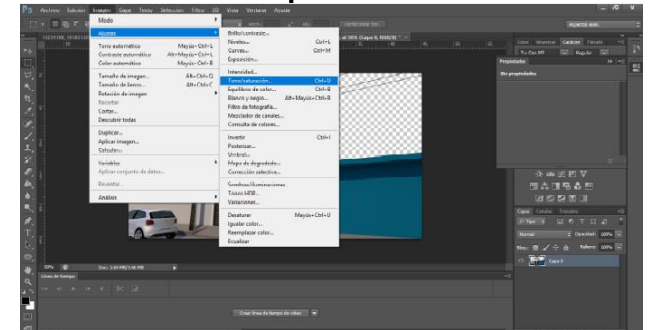 Ps Archivo Edición Imagen Capa Texto Selección Filtro 3D Vista Ventana Ayuda
Modo
Ajustes
Tono automático Mayús+Ctrl+L
Contraste automático Alt+Mayús+Ctrl+L
Color automático Mayús+Ctrl+B
Tamaño de imagen... Alt+Ctrl+I
Tamaño de lienzo... Alt+Ctrl+C
Rotación de imagen
Recortar
Cortar...
Descubrir todas
Duplicar...
Aplicar imagen...
Calcular...
Variables
Aplicar conjunto de datos...
Reventar...
Análisis
Brillo/contraste...
Niveles... Ctrl+L
Curvas... Ctrl+M
Exposición...
Intensidad...
Tono/saturación... Ctrl+U
Equilibrio de color... Ctrl+B
Blanco y negro... Alt+Mayús+Ctrl+B
Filtro de fotografía...
Mezclador de canales...
Consulta de colores...
Invertir Ctrl+I
Posterizar...
Umbral...
Mapa de degradado...
Corrección selectiva...
Sombras/iluminaciones...
Tonos HDR...
Variaciones...
Desaturar Mayús+Ctrl+U
Igualar color...
Reemplazar color...
Ecualizar
Propiedades
Sin propiedades
Capas Canales Trazados
Normal Opacidad: 100%
Relleno: 100%
Capa 0
50%
Línea de tiempo
Crear línea de tiempo de vídeo